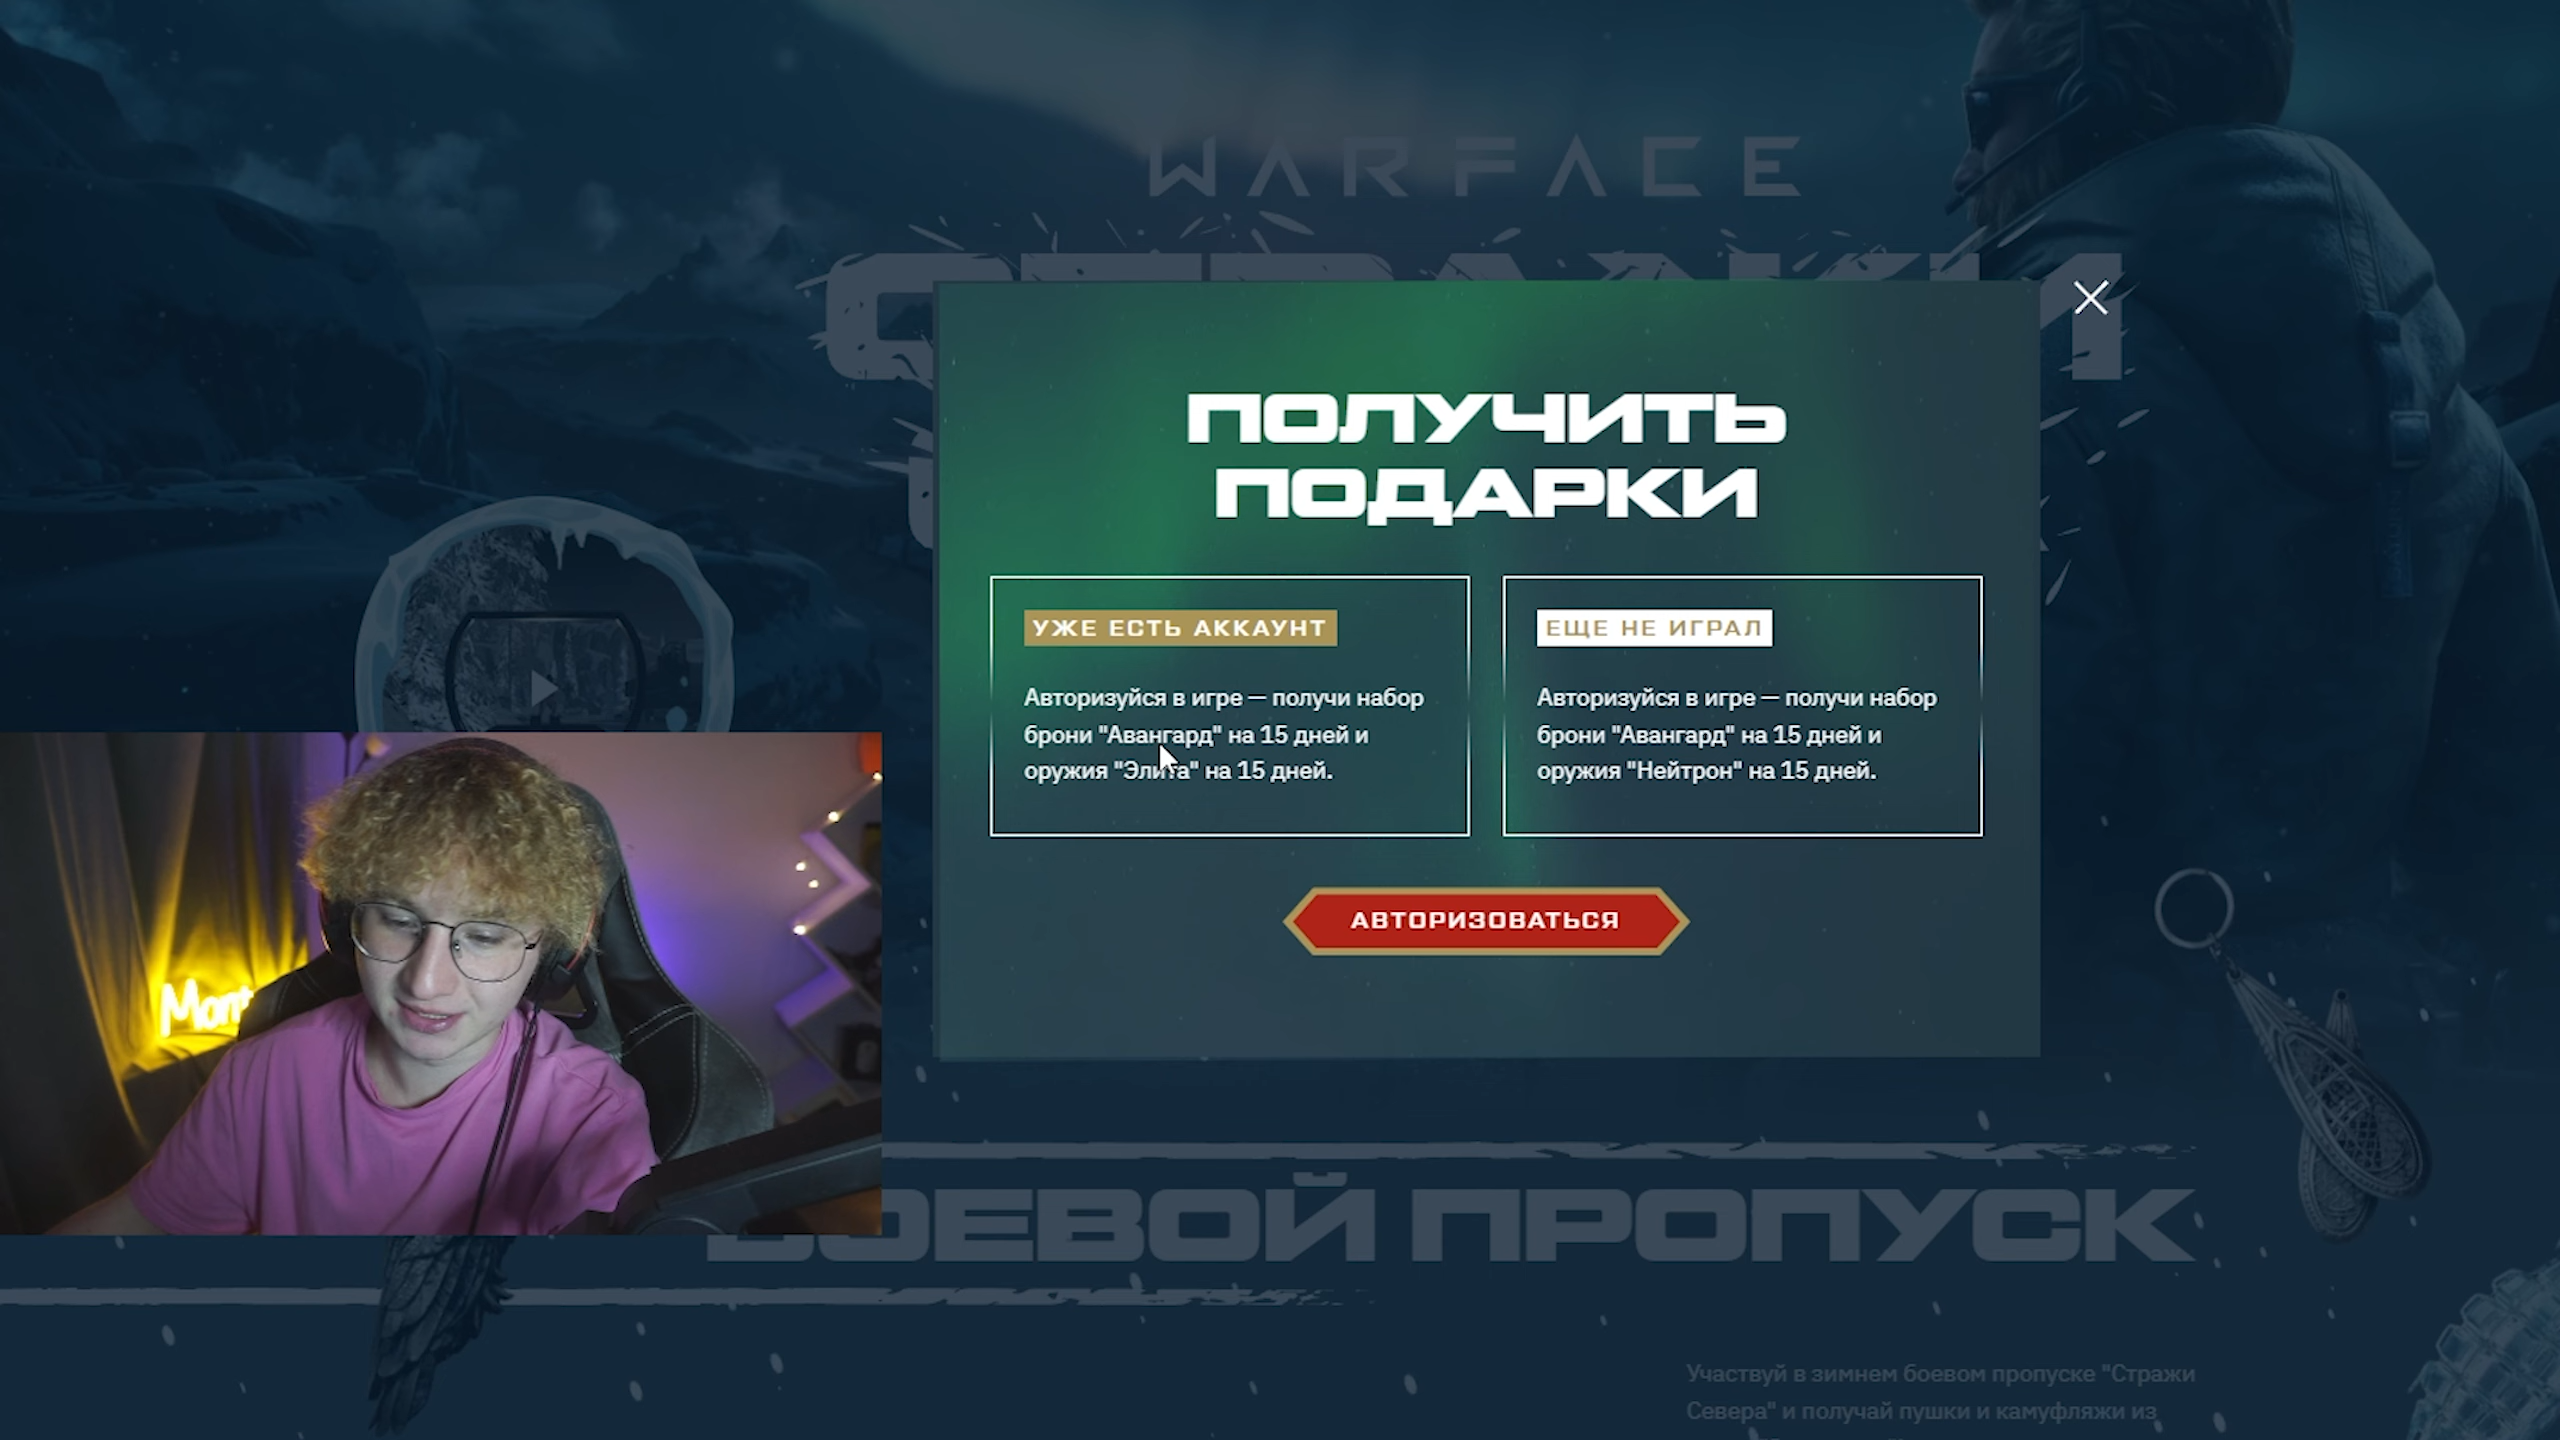 WARFACE
СТРАЖИ
ПОЛУЧИТЬ
ПОДАРКИ
УЖЕ ЕСТЬ АККАУНТ
Авторизуйся в игре — получи набор
брони "Авангард" на 15 дней и
оружия "Элита" на 15 дней.
ЕЩЕ НЕ ИГРАЛ
Авторизуйся в игре — получи набор
брони "Авангард" на 15 дней и
оружия "Нейтрон" на 15 дней.
АВТОРИЗОВАТЬСЯ
Mont
БОЕВОЙ ПРОПУСК
Участвуй в зимнем боевом пропуске "Стражи
Севера" и получай пушки и камуфляжи из